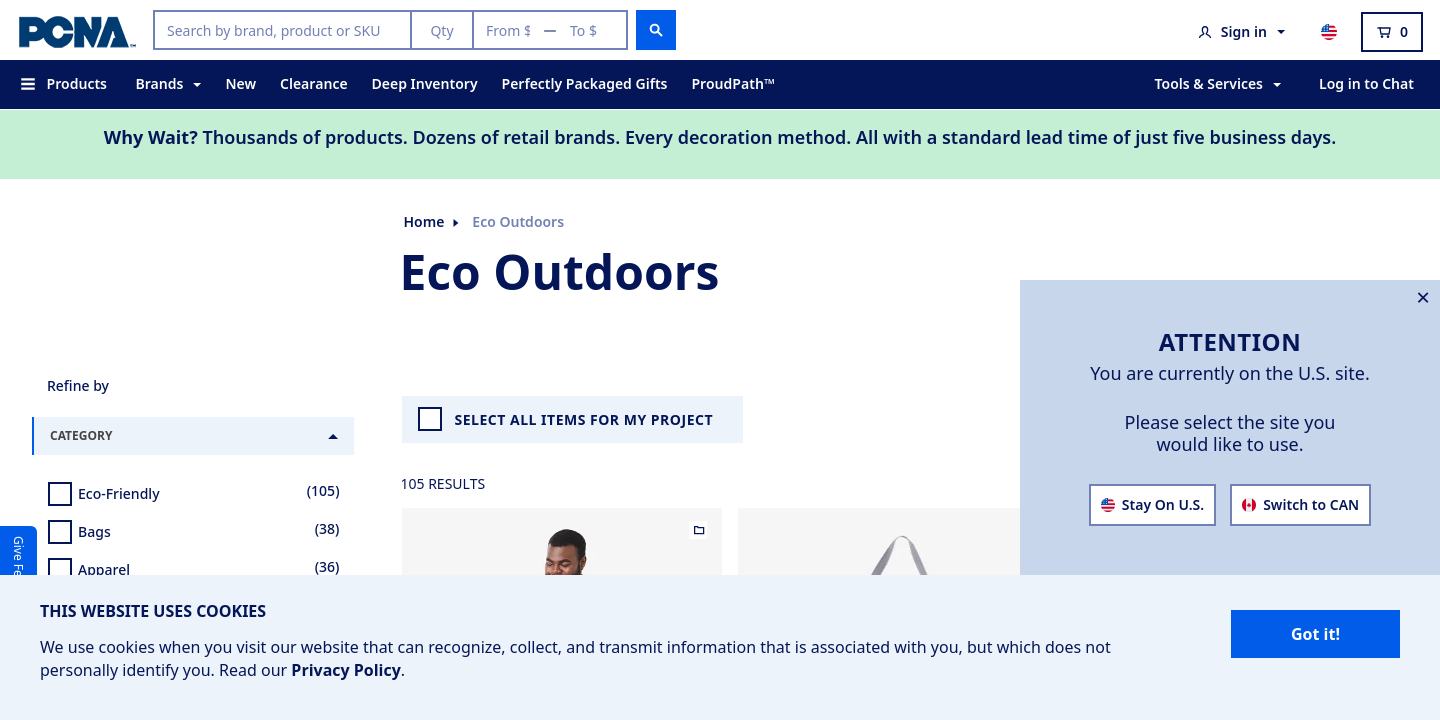 PCNA™
Search by brand, product or SKU
Qty
From $ — To $
Sign in
0
Products
Brands
New
Clearance
Deep Inventory
Perfectly Packaged Gifts
ProudPath™
Tools & Services
Log in to Chat
Why Wait? Thousands of products. Dozens of retail brands. Every decoration method. All with a standard lead time of just five business days.
Home
Eco Outdoors
Eco Outdoors
ATTENTION
You are currently on the U.S. site.
Please select the site you
would like to use.
Stay On U.S.
Switch to CAN
Refine by
CATEGORY
Eco-Friendly (105)
Bags (38)
Apparel (36)
SELECT ALL ITEMS FOR MY PROJECT
105 RESULTS
Give
THIS WEBSITE USES COOKIES
We use cookies when you visit our website that can recognize, collect, and transmit information that is associated with you, but which does not
personally identify you. Read our Privacy Policy.
Got it!